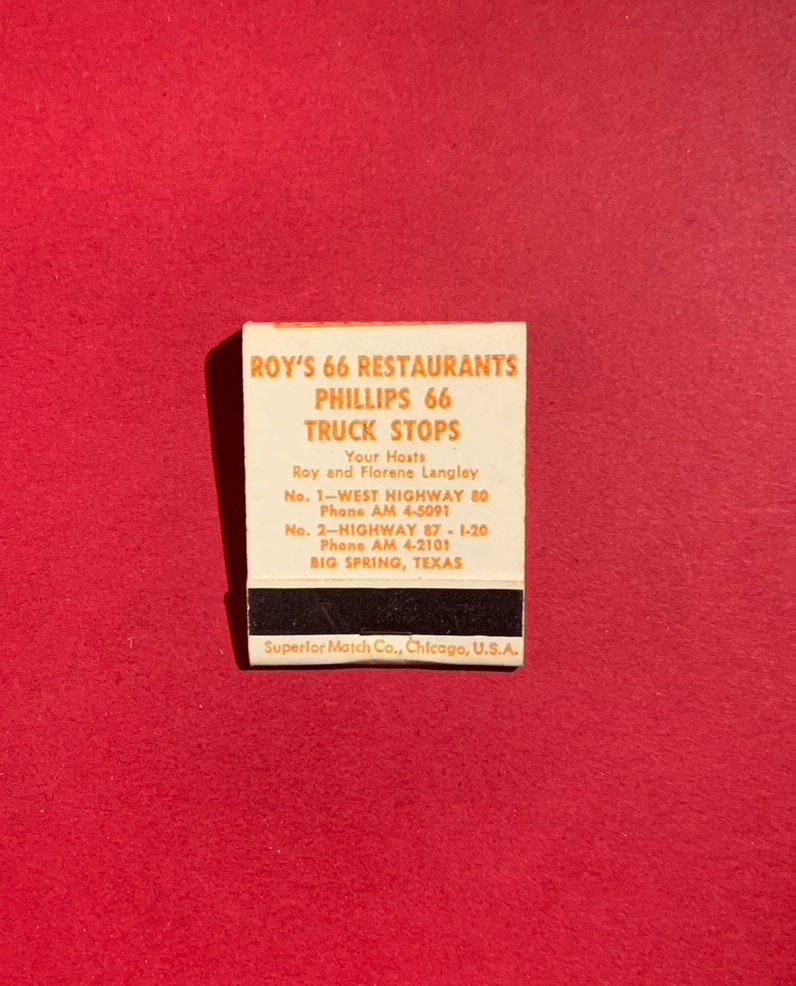 ROY'S 66 RESTAURANTS
PHILLIPS 66
TRUCK STOPS
Your Hosts
Roy and Florene Langley
No. 1—WEST HIGHWAY 80
Phone AM 4-5091
No. 2—HIGHWAY 87 - I-20
Phone AM 4-2101
BIG SPRING, TEXAS
Superior Match Co., Chicago, U.S.A.